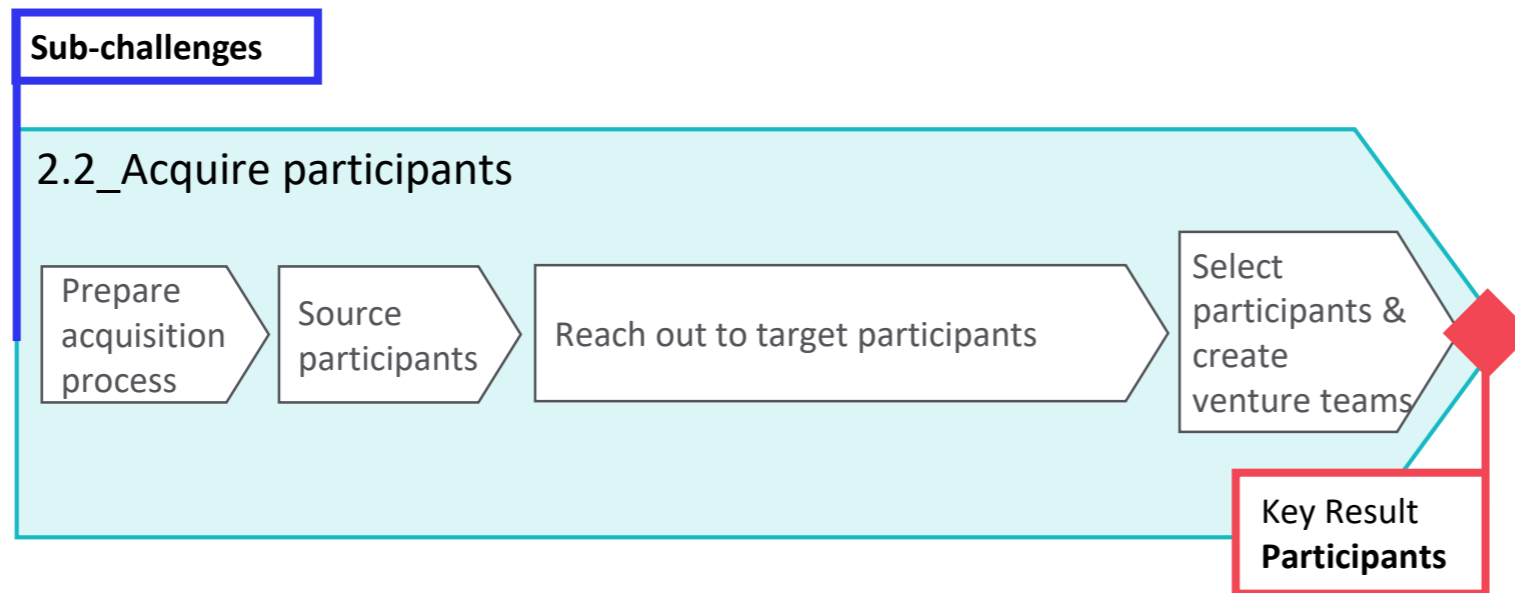 Sub-challenges
2.2_Acquire participants
Prepare
acquisition
process
Source
participants
Reach out to target participants
Select
participants &
create
venture teams
Key Result
Participants